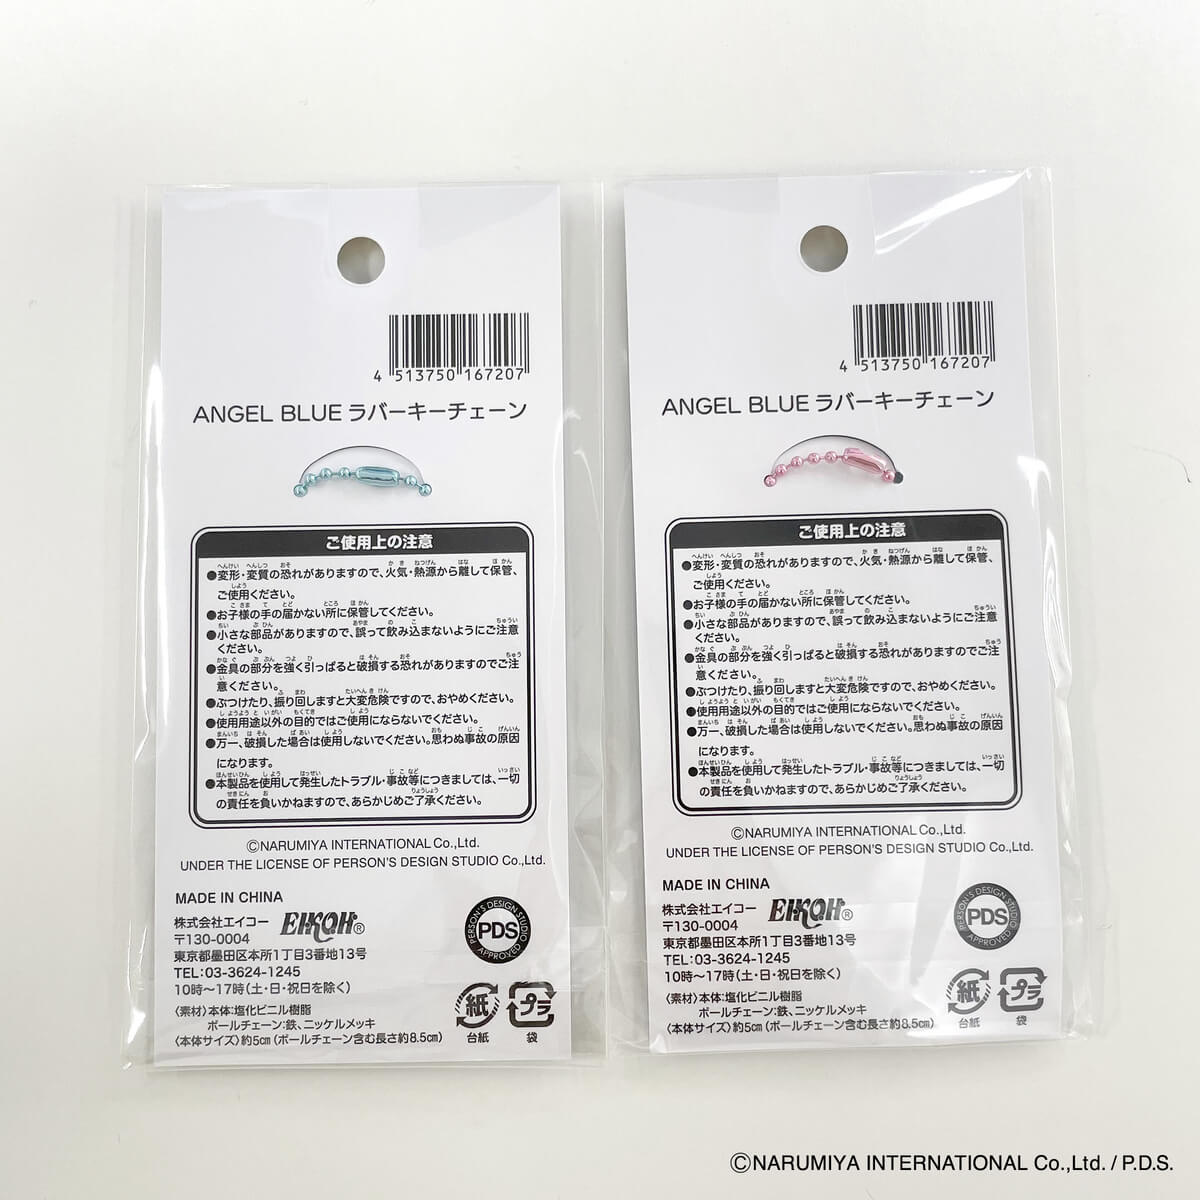 4 513750 167207
ANGEL BLUE ラバーキーチェーン
ご使用上の注意
●変形・変質の恐れがありますので、火気・熱源から離して保管、
ご使用ください。
●お子様の手の届かない所に保管してください。
●小さな部品がありますので、誤って飲み込まないようにご注意
ください。
●金具の部分を強く引っぱると破損する恐れがありますのでご注
意ください。
●ぶつけたり、振り回しますと大変危険ですので、おやめください。
●使用用途以外の目的ではご使用にならないでください。
●万一、破損した場合は使用しないでください。思わぬ事故の原因
になります。
●本製品を使用して発生したトラブル・事故等につきましては、一切
の責任を負いかねますので、あらかじめご了承ください。
©NARUMIYA INTERNATIONAL Co.,Ltd.
UNDER THE LICENSE OF PERSON'S DESIGN STUDIO Co.,Ltd.
MADE IN CHINA
株式会社エイコー EIKOH®
〒130-0004
東京都墨田区本所1丁目3番地13号
TEL:03-3624-1245
10時〜17時(土・日・祝日を除く)
〈素材〉本体:塩化ビニル樹脂
ボールチェーン:鉄、ニッケルメッキ
〈本体サイズ〉約5cm(ボールチェーン含む長さ約8.5cm)
PERSON'S DESIGN STUDIO
PDS
APPROVED
紙 プラ
台紙 袋
4 513750 167207
ANGEL BLUE ラバーキーチェーン
ご使用上の注意
●変形・変質の恐れがありますので、火気・熱源から離して保管、
ご使用ください。
●お子様の手の届かない所に保管してください。
●小さな部品がありますので、誤って飲み込まないようにご注意
ください。
●金具の部分を強く引っぱると破損する恐れがありますのでご注
意ください。
●ぶつけたり、振り回しますと大変危険ですので、おやめください。
●使用用途以外の目的ではご使用にならないでください。
●万一、破損した場合は使用しないでください。思わぬ事故の原因
になります。
●本製品を使用して発生したトラブル・事故等につきましては、一切
の責任を負いかねますので、あらかじめご了承ください。
©NARUMIYA INTERNATIONAL Co.,Ltd.
UNDER THE LICENSE OF PERSON'S DESIGN STUDIO Co.,Ltd.
MADE IN CHINA
株式会社エイコー EIKOH®
〒130-0004
東京都墨田区本所1丁目3番地13号
TEL:03-3624-1245
10時〜17時(土・日・祝日を除く)
〈素材〉本体:塩化ビニル樹脂
ボールチェーン:鉄、ニッケルメッキ
〈本体サイズ〉約5cm(ボールチェーン含む長さ約8.5cm)
PERSON'S DESIGN STUDIO
PDS
APPROVED
紙 プラ
台紙 袋
©NARUMIYA INTERNATIONAL Co.,Ltd. / P.D.S.